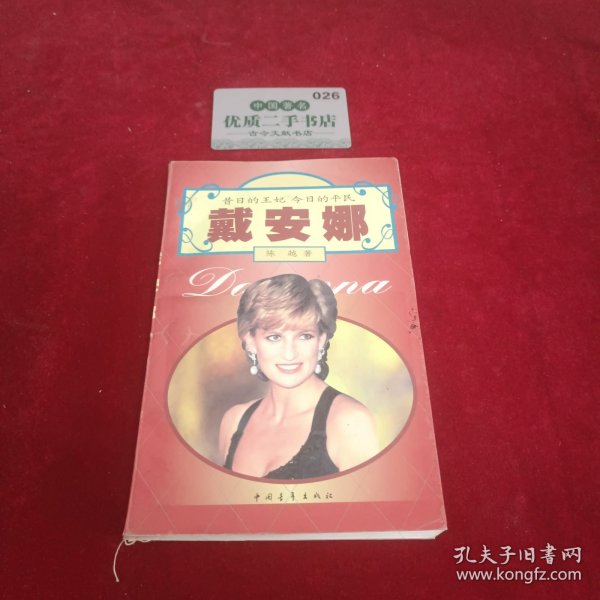 026
中国著名
优质二手书店
古今文献书店
昔日的王妃 今日的平民
戴安娜
陈 越 著
中国青年出版社
孔夫子旧书网
www.kongfz.com